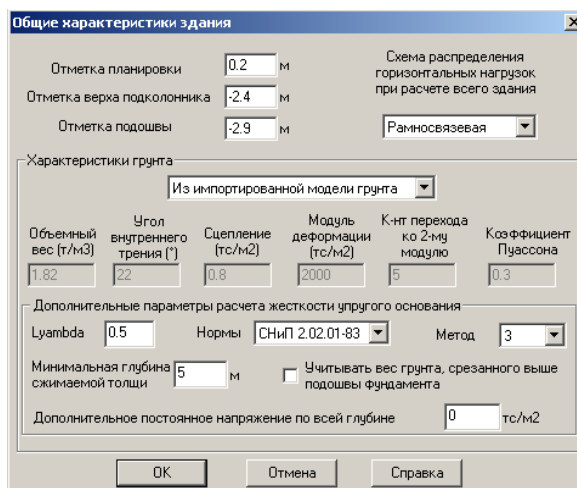 Общие характеристики здания
Отметка планировки 0.2 м
Отметка верха подколонника -2.4 м
Отметка подошвы -2.9 м
Схема распределения
горизонтальных нагрузок
при расчете всего здания
Рамносвязевая
Характеристики грунта
Из импортированной модели грунта
Объемный
вес (т/м3)
1.82
Угол
внутреннего
трения (°)
22
Сцепление
(тс/м2)
0.8
Модуль
деформации
(тс/м2)
2000
К-нт перехода
ко 2-му
модулю
5
Коэффициент
Пуассона
0.3
Дополнительные параметры расчета жесткости упругого основания
Lyambda 0.5 Нормы СНиП 2.02.01-83 Метод 3
Минимальная глубина
сжимаемой толщи 5 м
Учитывать вес грунта, срезанного выше
подошвы фундамента
Дополнительное постоянное напряжение по всей глубине 0 тс/м2
OK Отмена Справка